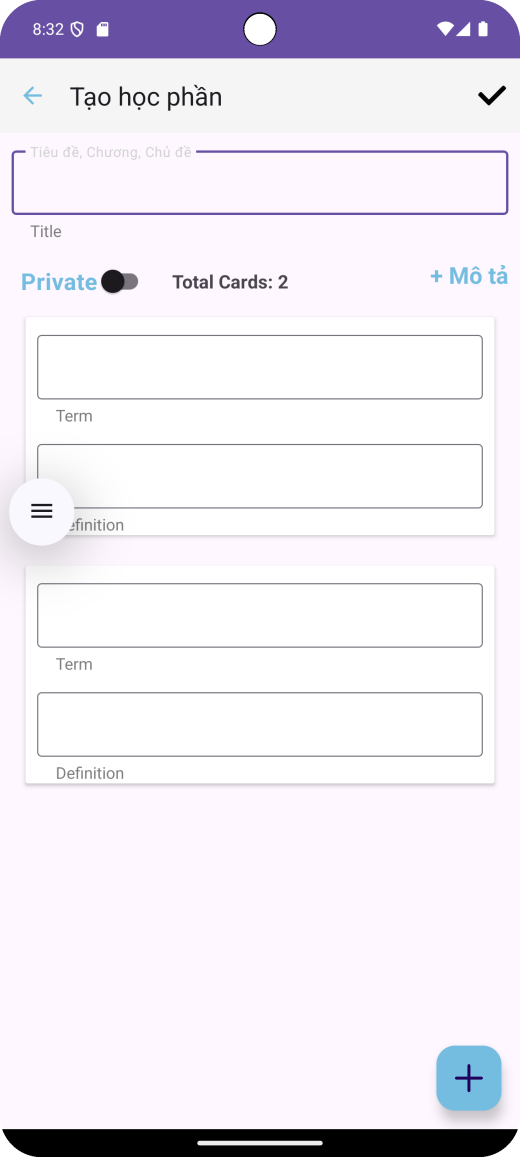 8:32
Tạo học phần
Tiêu đề, Chương, Chủ đề
Title
Private Total Cards: 2 + Mô tả
Term
efinition
Term
Definition